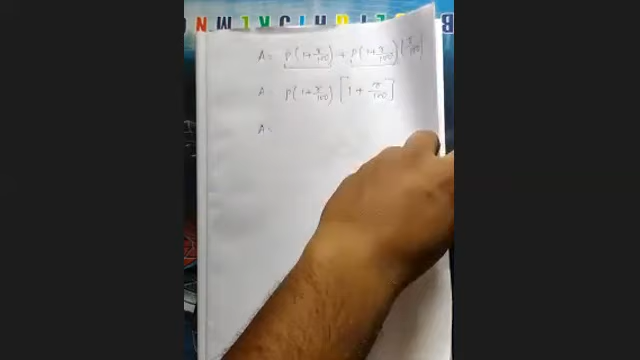 A = P(1+r/100) + P(1+r/100)(r/100)
A = P(1+r/100)[1+r/100]
A =